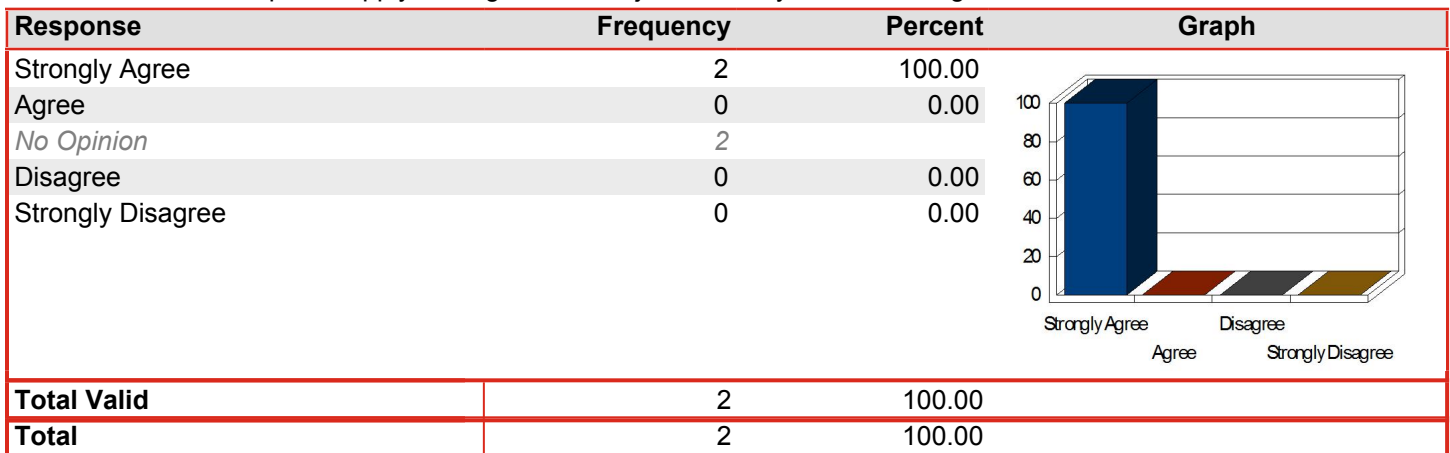 Response Frequency Percent Graph
Strongly Agree 2 100.00
Agree 0 0.00
No Opinion 2
Disagree 0 0.00
Strongly Disagree 0 0.00
100
80
60
40
20
0
Strongly Agree Disagree
Agree Strongly Disagree
Total Valid 2 100.00
Total 2 100.00